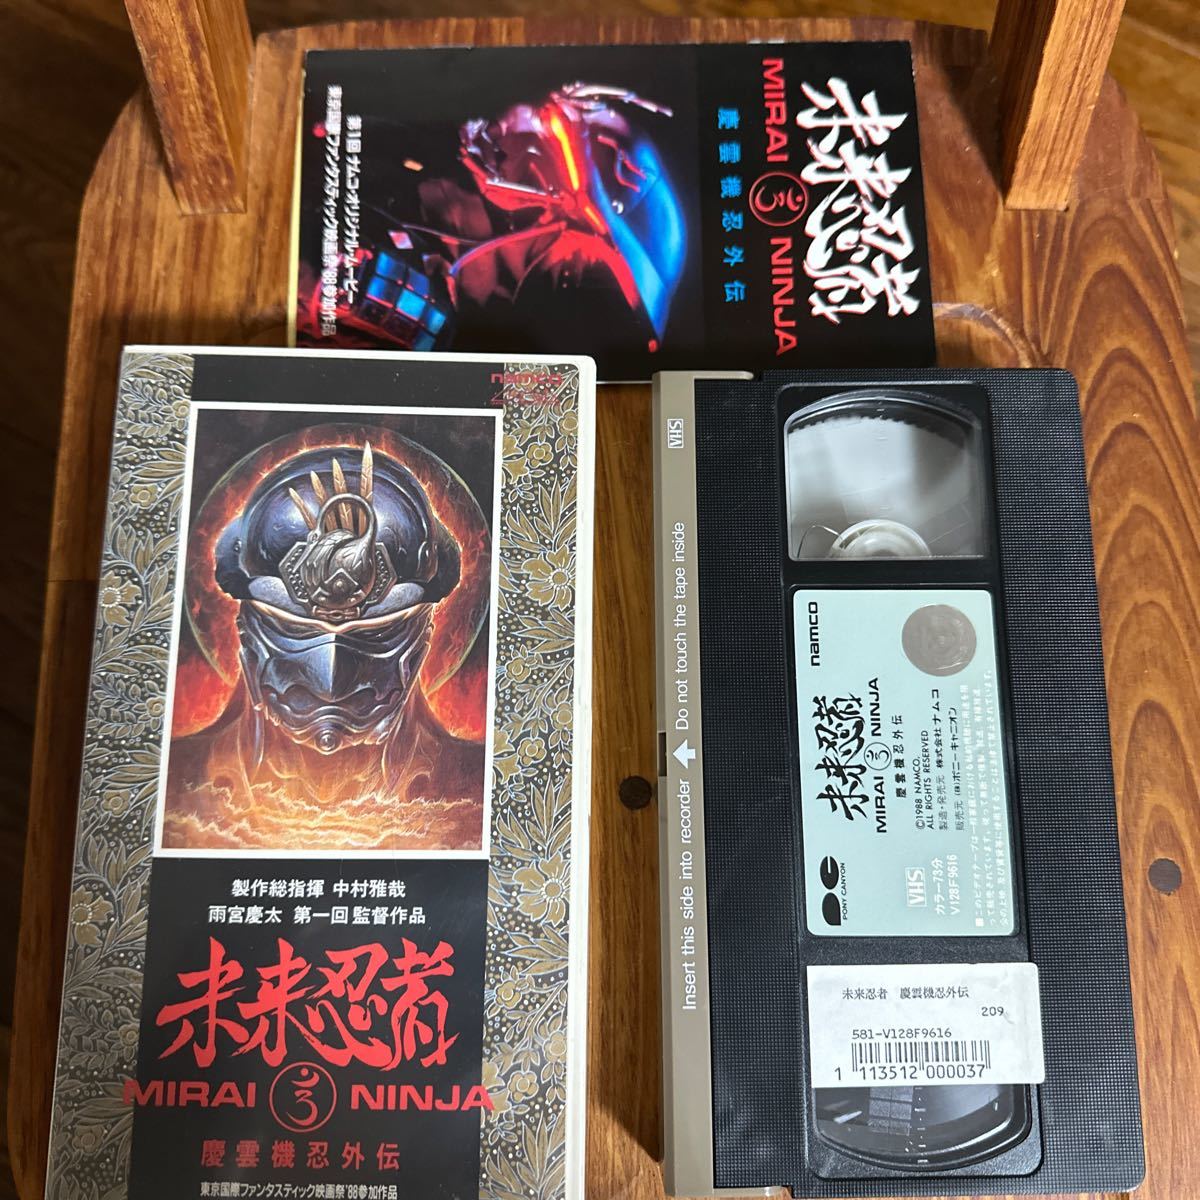 未来忍者
MIRAI NINJA
慶雲機忍外伝
第1回ナムコ・オリジナル・ムービー
東京国際ファンタスティック映画祭'88参加作品
namco
製作総指揮 中村雅哉
雨宮慶太 第一回監督作品
未来忍者
MIRAI NINJA
慶雲機忍外伝
東京国際ファンタスティック映画祭'88参加作品
VHS
Insert this side into recorder
Do not touch the tape inside
namco
未来忍者
MIRAI NINJA
慶雲機忍外伝
©1988 NAMCO.
ALL RIGHTS RESERVED
製造・発売元 株式会社ナムコ
販売元 (株)ポニーキャニオン
PONY CANYON
VHS
カラー73分
V128F9616
未来忍者 慶雲機忍外伝
209
581-V128F9616
1 113512 000037